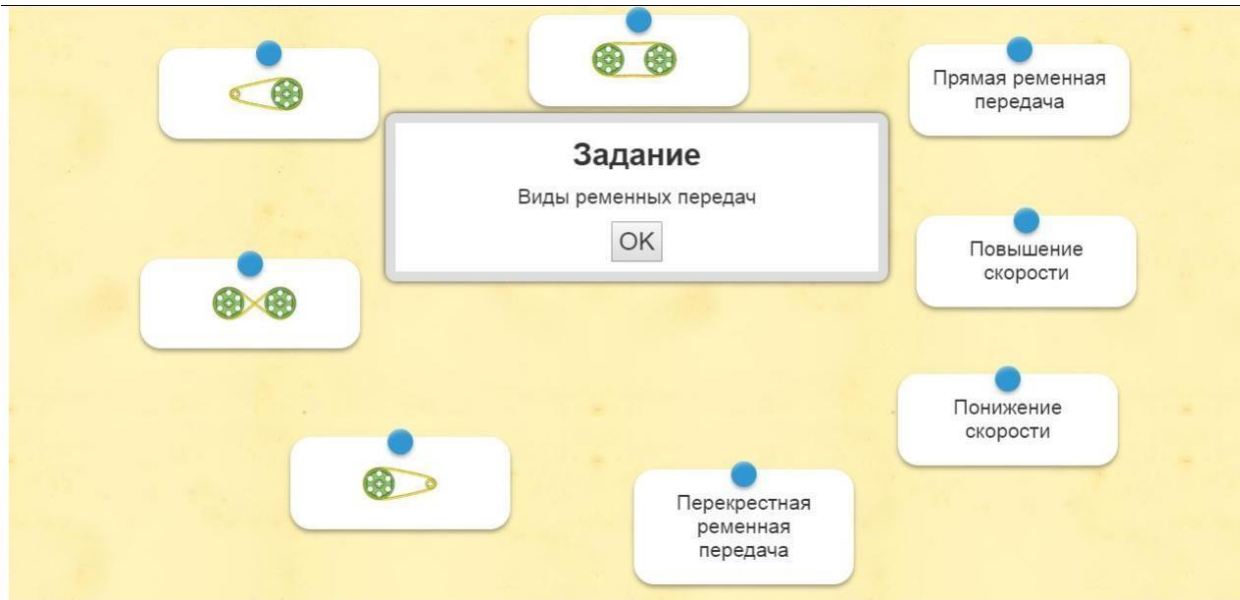 Прямая ременная
передача
Задание
Виды ременных передач
OK
Повышение
скорости
Понижение
скорости
Перекрестная
ременная
передача